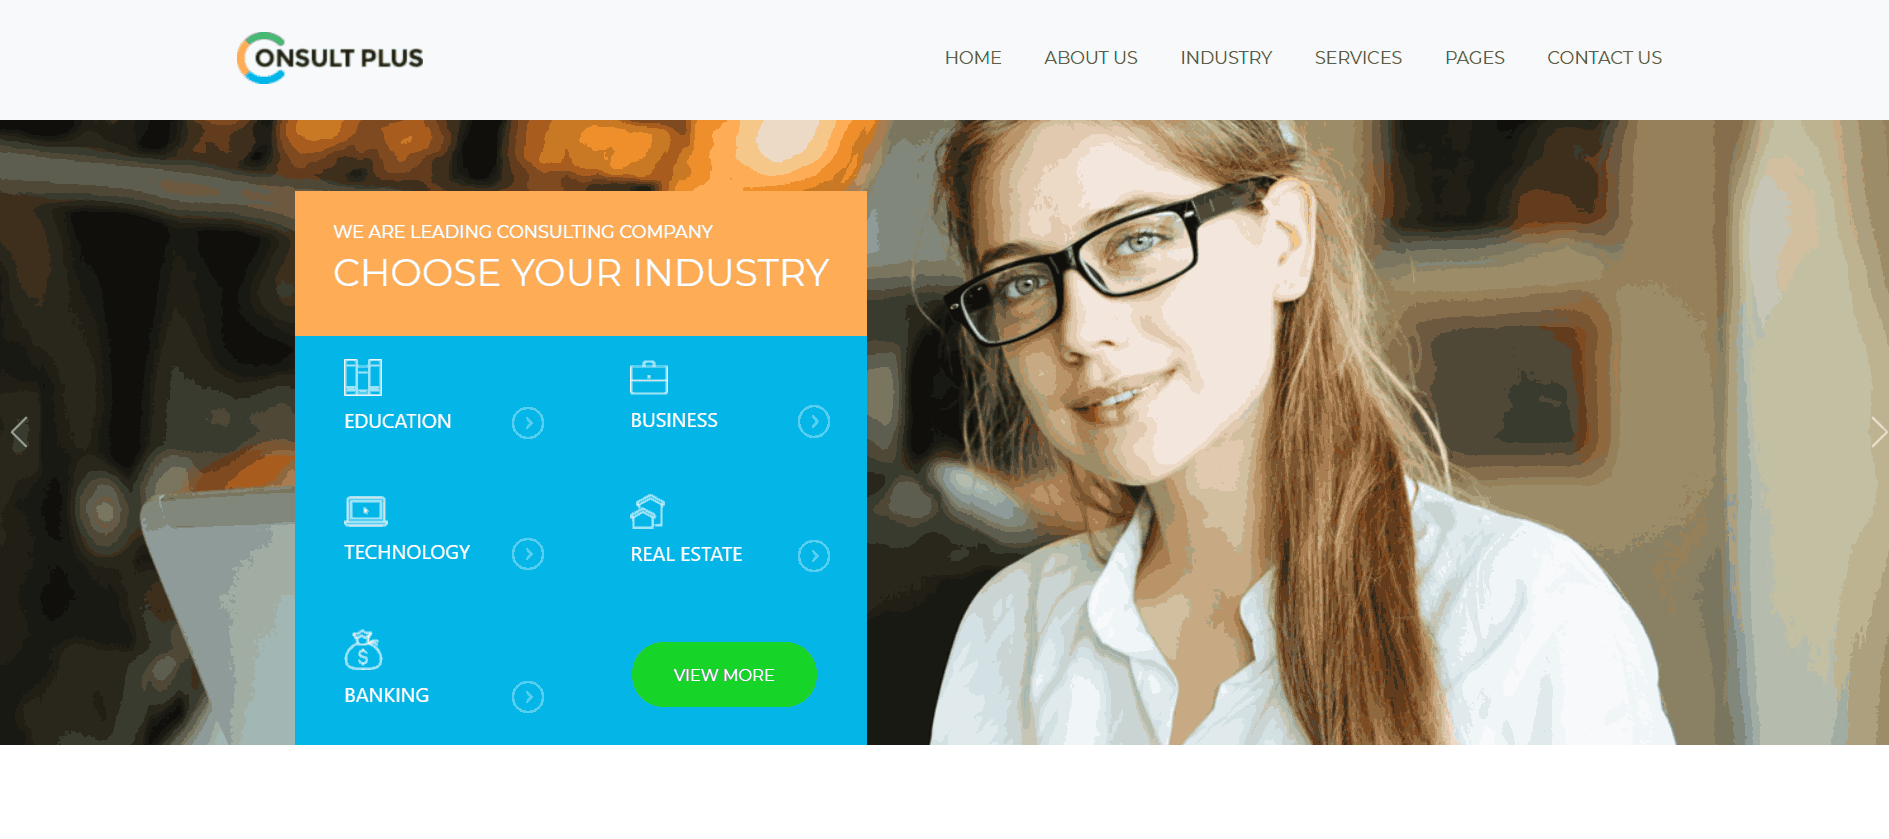 CONSULT PLUS
HOME ABOUT US INDUSTRY SERVICES PAGES CONTACT US
WE ARE LEADING CONSULTING COMPANY
CHOOSE YOUR INDUSTRY
EDUCATION
BUSINESS
TECHNOLOGY
REAL ESTATE
$
BANKING
VIEW MORE